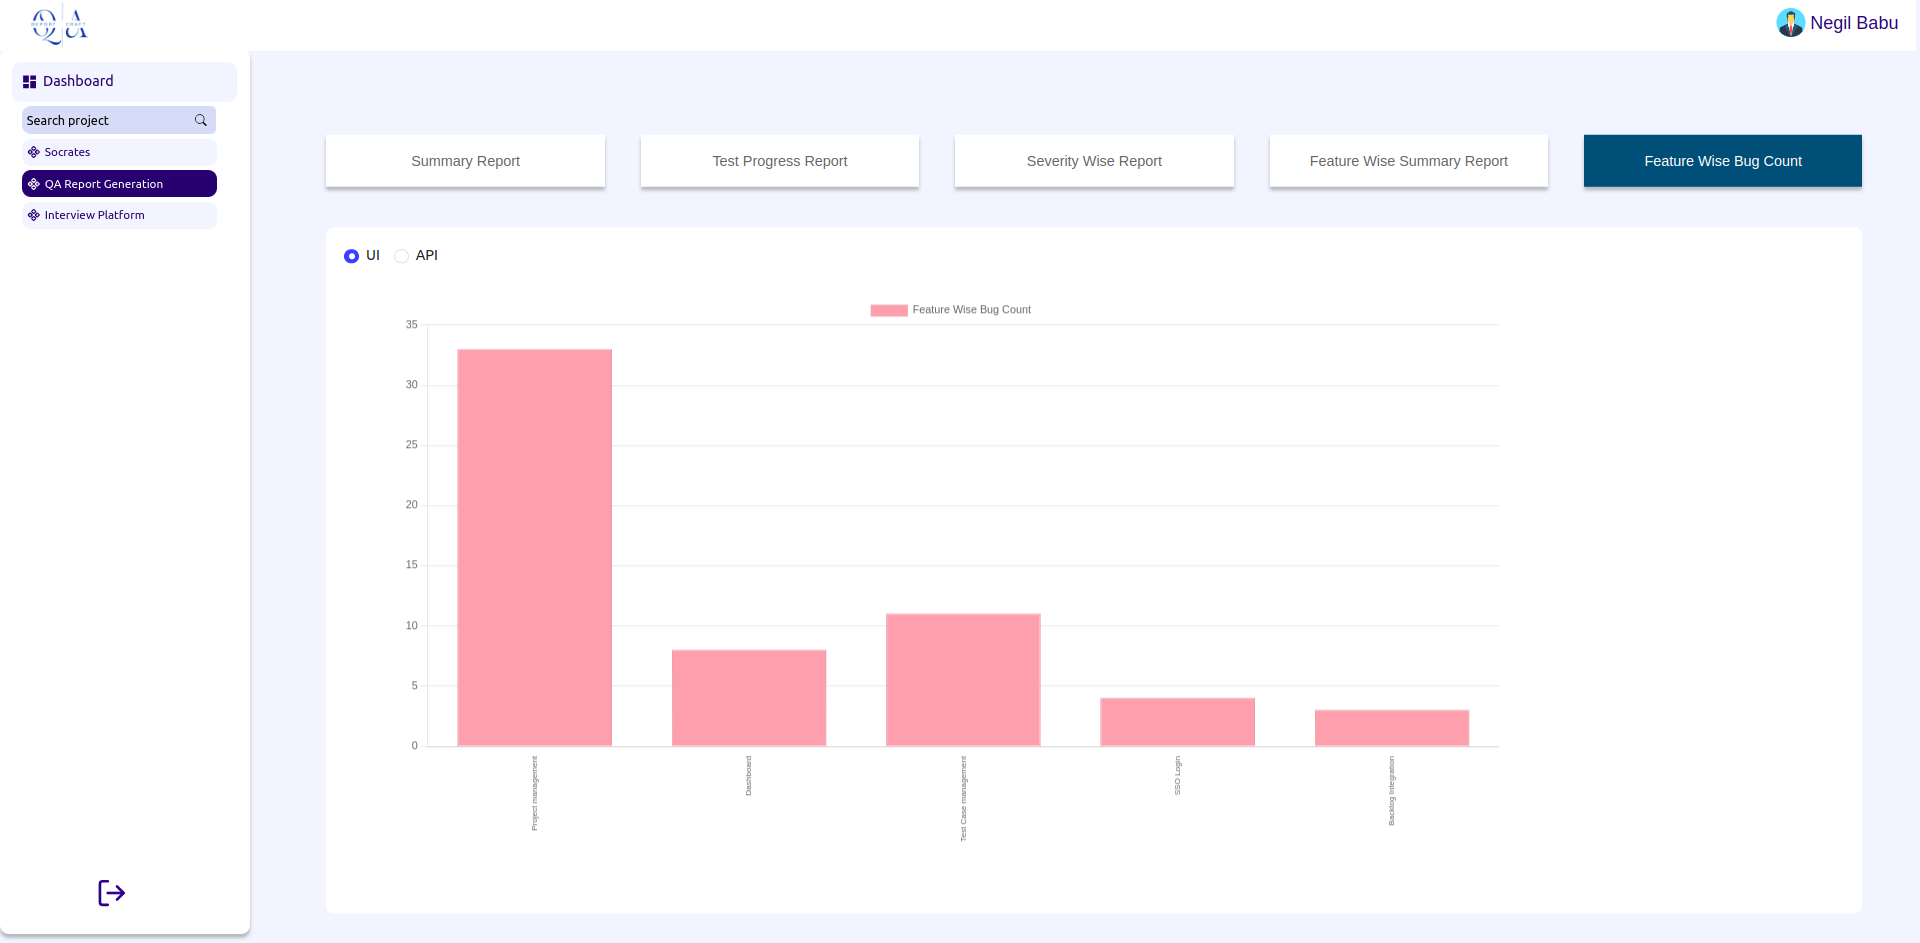 Q|A
REPORT CRAFT
Negil Babu
Dashboard
Search project
Socrates
QA Report Generation
Interview Platform
Summary Report
Test Progress Report
Severity Wise Report
Feature Wise Summary Report
Feature Wise Bug Count
UI
API
Feature Wise Bug Count
35
30
25
20
15
10
5
0
Project management
Dashboard
Test Case management
SSO Login
Backlog Integration